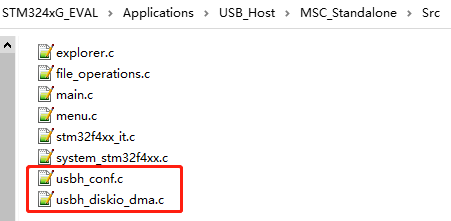 STM324xG_EVAL > Applications > USB_Host > MSC_Standalone > Src
explorer.c
file_operations.c
main.c
menu.c
stm32f4xx_it.c
system_stm32f4xx.c
usbh_conf.c
usbh_diskio_dma.c